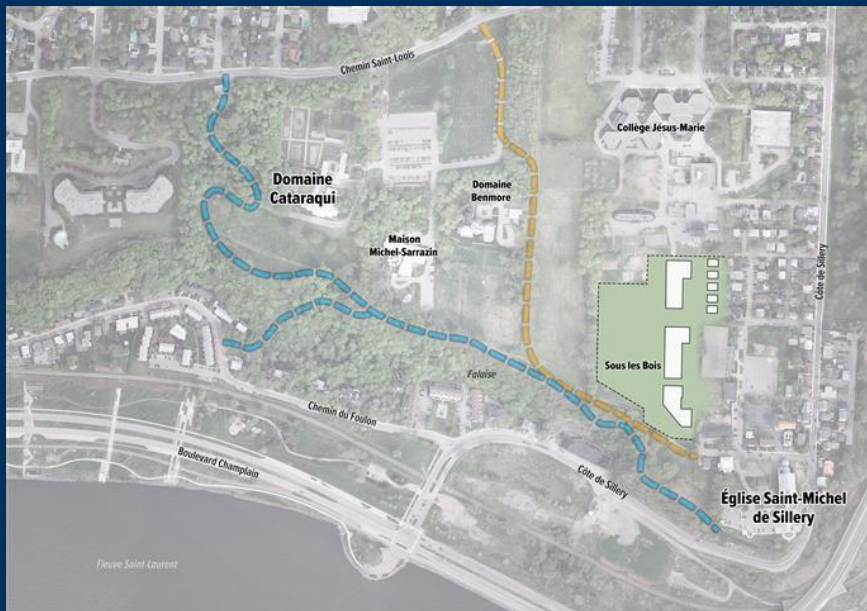 Chemin Saint-Louis
Collège Jésus-Marie
Domaine
Cataraqui
Domaine
Benmore
Maison
Michel-Sarrazin
Côte de Sillery
Sous les Bois
Falaise
Chemin du Foulon
Boulevard Champlain
Côte de Sillery
Église Saint-Michel
de Sillery
Fleuve Saint-Laurent